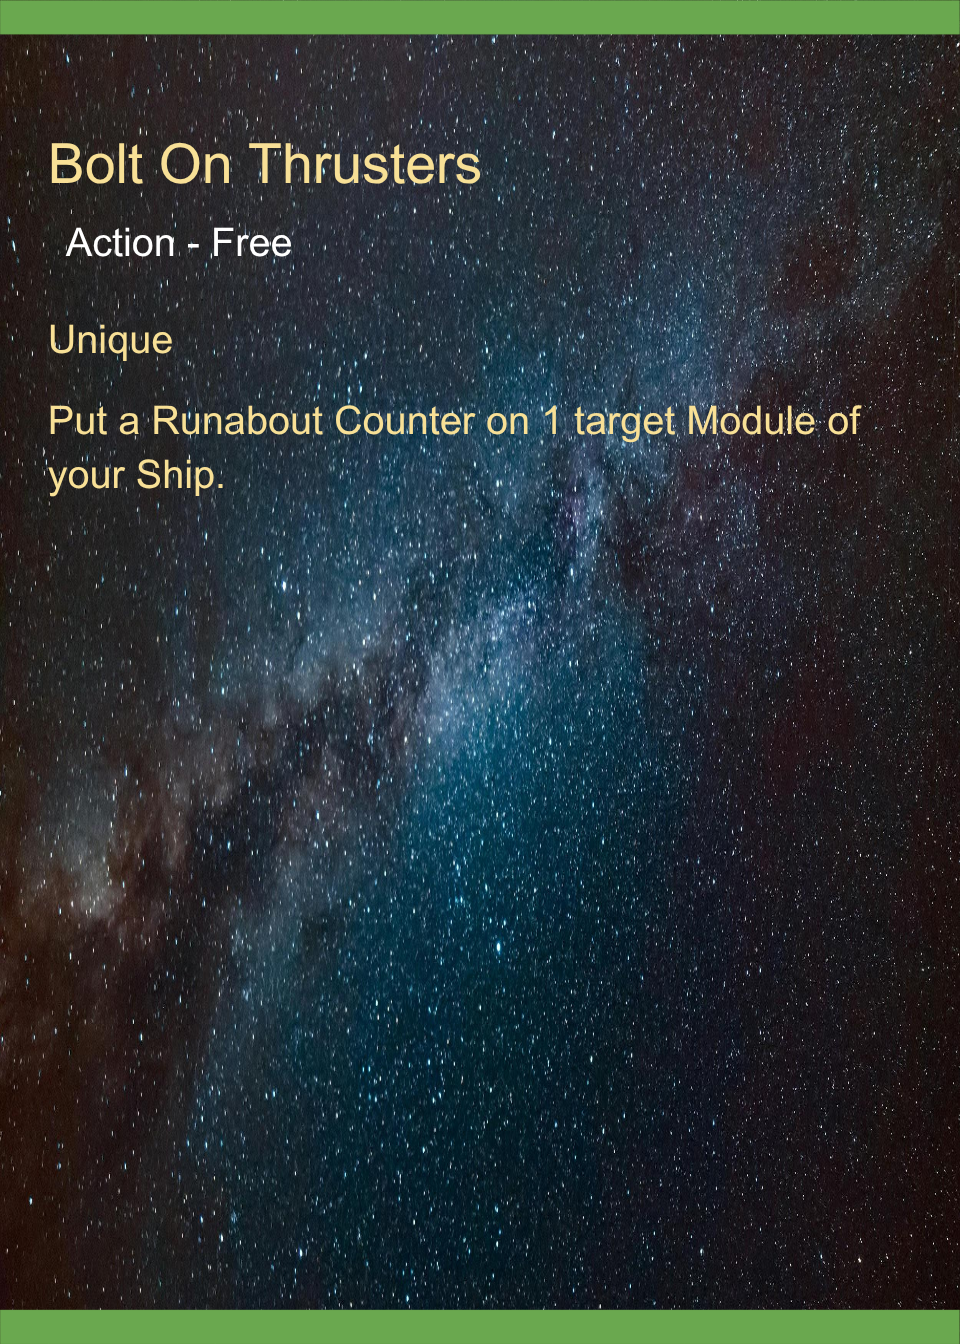 Bolt On Thrusters
Action - Free
Unique
Put a Runabout Counter on 1 target Module of
your Ship.